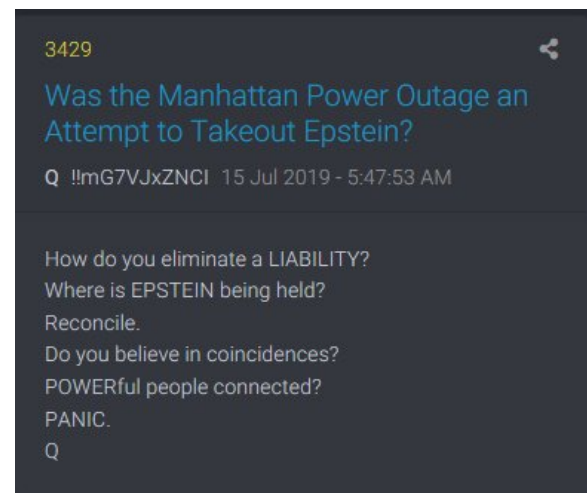 3429
Was the Manhattan Power Outage an
Attempt to Takeout Epstein?
Q !!mG7VJxZNCI 15 Jul 2019 - 5:47:53 AM
How do you eliminate a LIABILITY?
Where is EPSTEIN being held?
Reconcile.
Do you believe in coincidences?
POWERful people connected?
PANIC.
Q